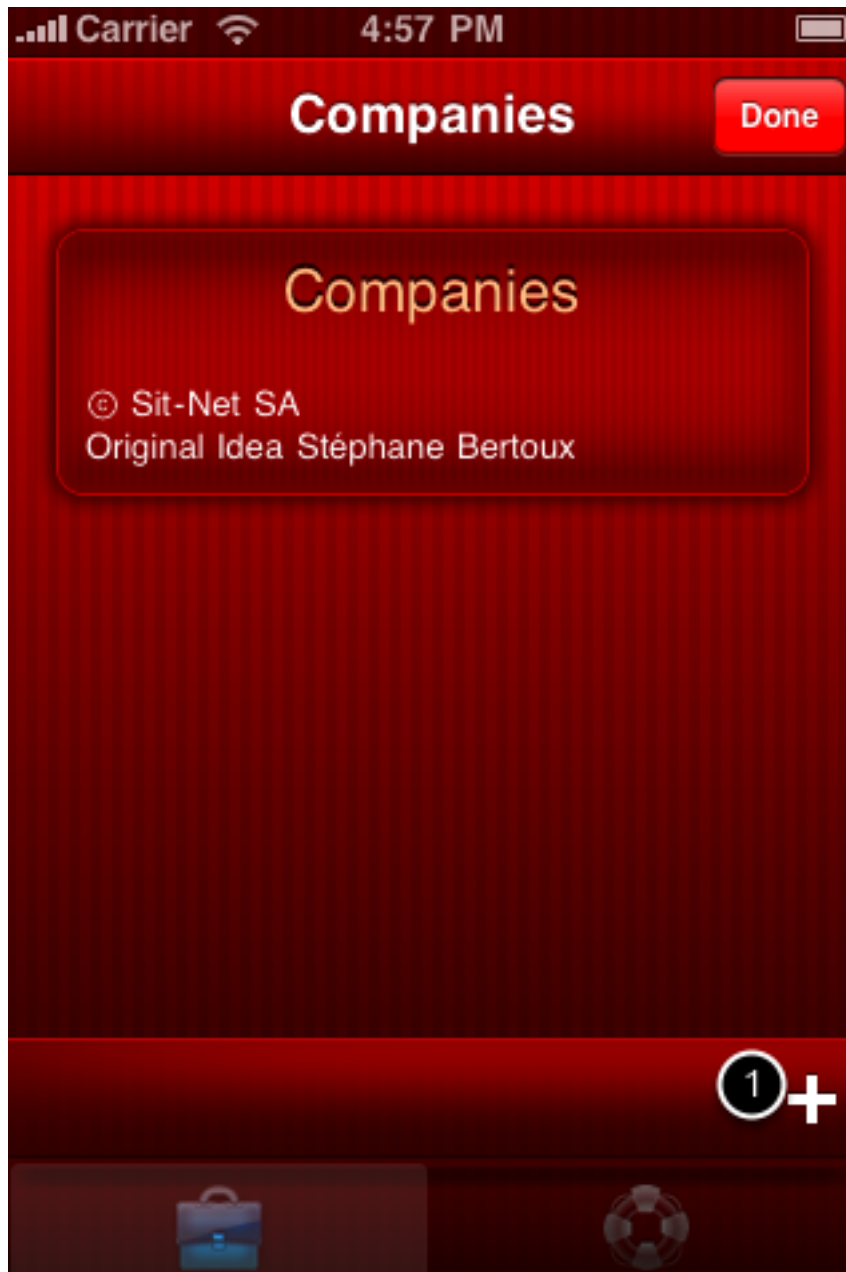 Carrier 4:57 PM
Companies Done
Companies
© Sit-Net SA
Original Idea Stéphane Bertoux
1 +